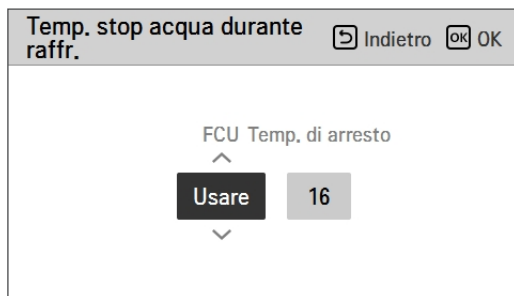 Temp. stop acqua durante
raffr.
Indietro OK OK
FCU Temp. di arresto
Usare 16